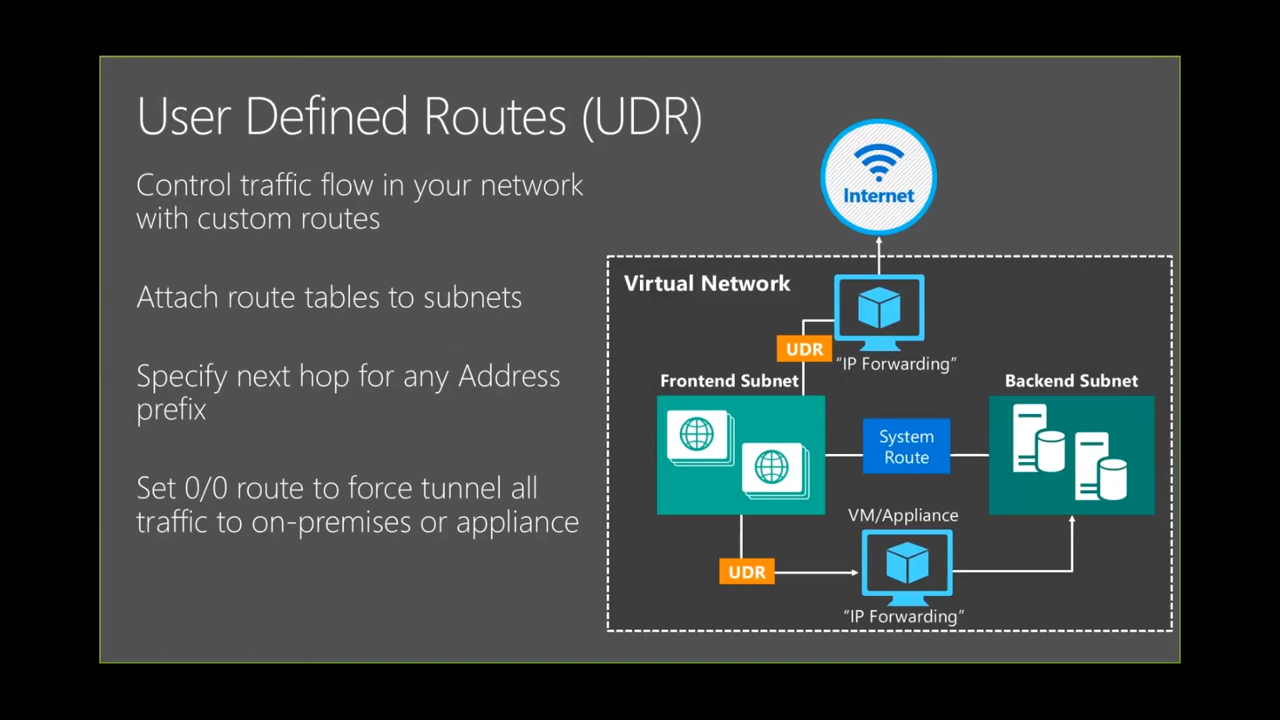 User Defined Routes (UDR)
Control traffic flow in your network
with custom routes
Attach route tables to subnets
Specify next hop for any Address
prefix
Set 0/0 route to force tunnel all
traffic to on-premises or appliance
Internet
Virtual Network
UDR
"IP Forwarding"
Frontend Subnet
Backend Subnet
System
Route
VM/Appliance
UDR
"IP Forwarding"